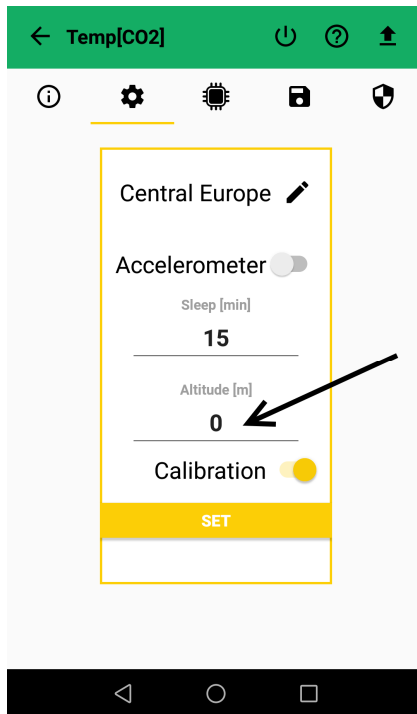 Temp[CO2]
Central Europe
Accelerometer
Sleep [min]
15
Altitude [m]
0
Calibration
SET